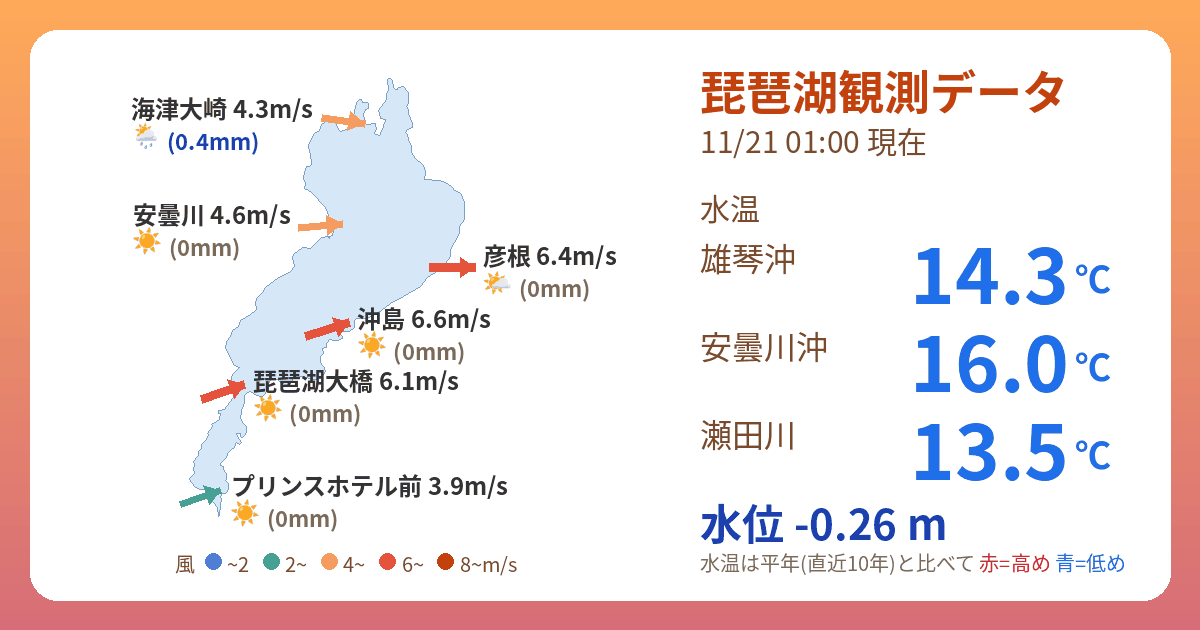 海津大崎 4.3m/s
(0.4mm)
安曇川 4.6m/s
(0mm)
彦根 6.4m/s
(0mm)
沖島 6.6m/s
(0mm)
琵琶湖大橋 6.1m/s
(0mm)
プリンスホテル前 3.9m/s
(0mm)
風 ~2 2~ 4~ 6~ 8~m/s
琵琶湖観測データ
11/21 01:00 現在
水温
雄琴沖 14.3℃
安曇川沖 16.0℃
瀬田川 13.5℃
水位 -0.26 m
水温は平年(直近10年)と比べて 赤=高め 青=低め